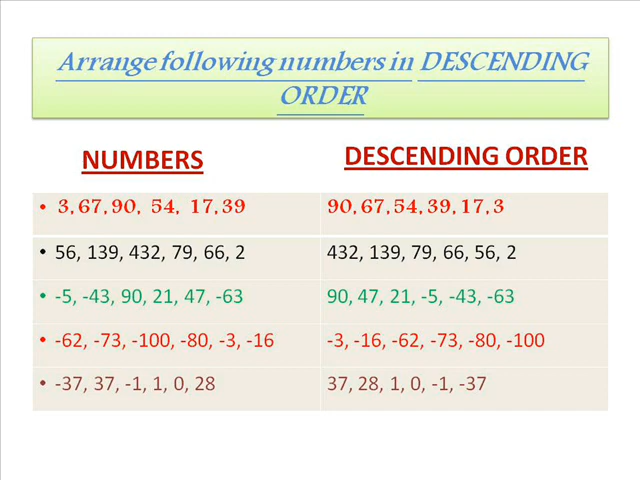 Arrange following numbers in DESCENDING
ORDER
NUMBERS
DESCENDING ORDER
• 3, 67, 90, 54, 17, 39
90, 67, 54, 39, 17, 3
• 56, 139, 432, 79, 66, 2
432, 139, 79, 66, 56, 2
• -5, -43, 90, 21, 47, -63
90, 47, 21, -5, -43, -63
• -62, -73, -100, -80, -3, -16
-3, -16, -62, -73, -80, -100
• -37, 37, -1, 1, 0, 28
37, 28, 1, 0, -1, -37